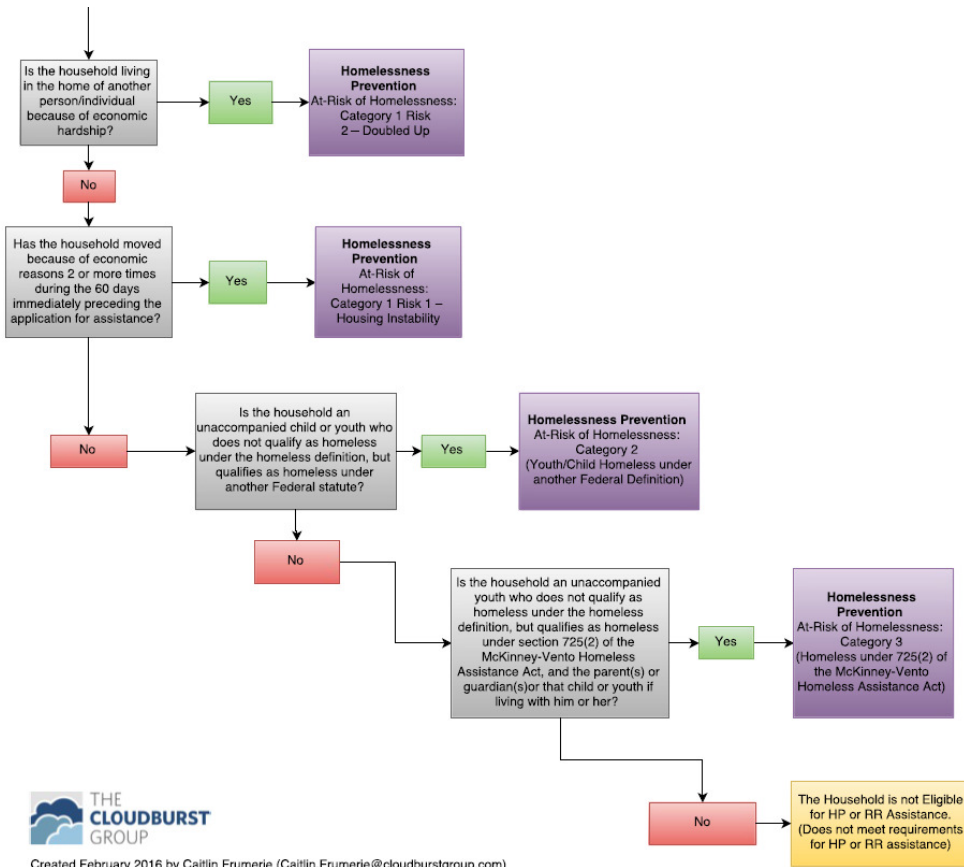 Is the household living
in the home of another
person/individual
because of economic
hardship?
Yes
Homelessness
Prevention
At-Risk of Homelessness:
Category 1 Risk
2 – Doubled Up
No
Has the household moved
because of economic
reasons 2 or more times
during the 60 days
immediately preceding the
application for assistance?
Yes
Homelessness
Prevention
At-Risk of
Homelessness:
Category 1 Risk 1 –
Housing Instability
No
Is the household an
unaccompanied child or youth who
does not qualify as homeless
under the homeless definition, but
qualifies as homeless under
another Federal statute?
Yes
Homelessness Prevention
At-Risk of Homelessness:
Category 2
(Youth/Child Homeless under
another Federal Definition)
No
Is the household an unaccompanied
youth who does not qualify as
homeless under the homeless
definition, but qualifies as homeless
under section 725(2) of the
McKinney-Vento Homeless
Assistance Act, and the parent(s) or
guardian(s)or that child or youth if
living with him or her?
Yes
Homelessness
Prevention
At-Risk of Homelessness:
Category 3
(Homeless under 725(2) of
the McKinney-Vento
Homeless Assistance Act)
No
The Household is not Eligible
for HP or RR Assistance.
(Does not meet requirements
for HP or RR assistance)
THE
CLOUDBURST
GROUP
Created February 2016 by Caitlin Frumerie (Caitlin.Frumerie@cloudburstgroup.com)